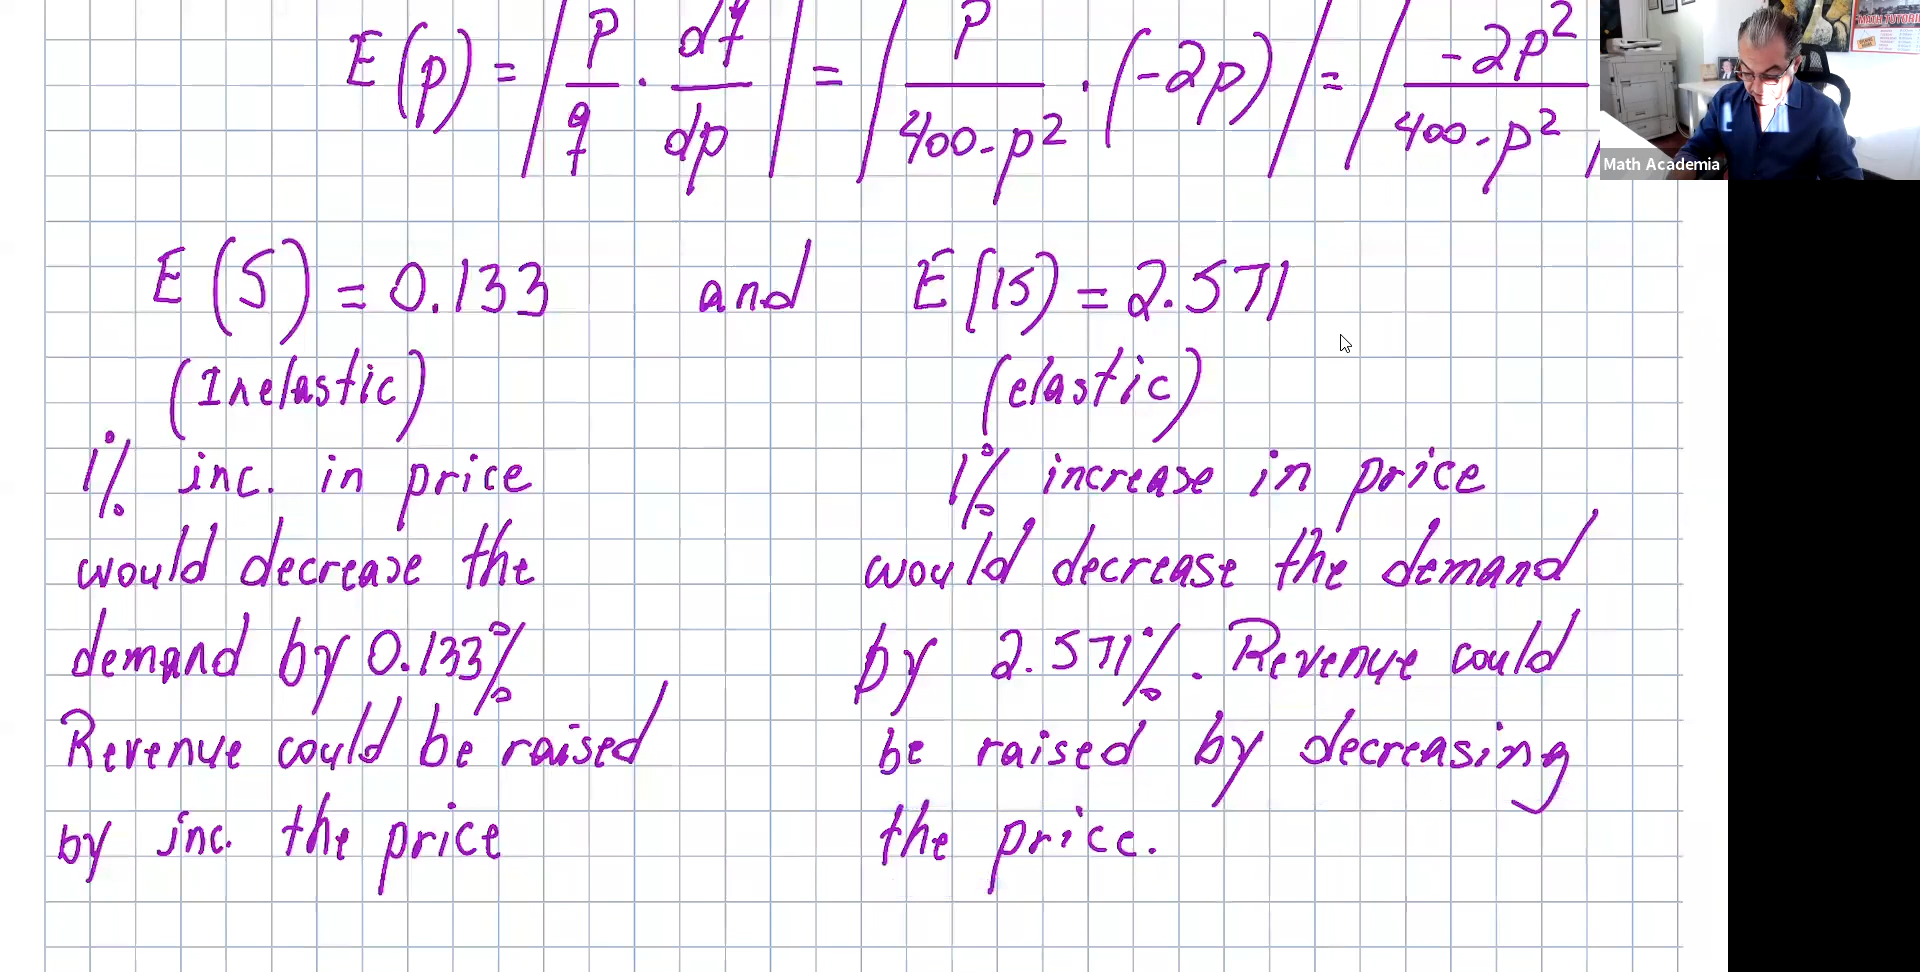 E(p) = |p/q · dq/dp| = |p/400-p² · (-2p)| = |-2p²/400-p²|
MATH TUTORI
Math Academia
E(5) = 0.133 and E(15) = 2.571
(Inelastic) (elastic)
1% inc. in price
would decrease the
demand by 0.133%
Revenue could be raised
by inc. the price
1% increase in price
would decrease the demand
by 2.571%. Revenue could
be raised by decreasing
the price.